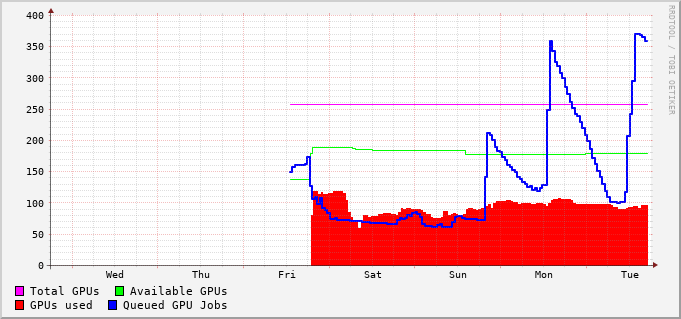 400
350
300
250
200
150
100
50
0
Wed Thu Fri Sat Sun Mon Tue
Total GPUs Available GPUs
GPUs used Queued GPU Jobs
RRDTOOL / TOBI OETIKER